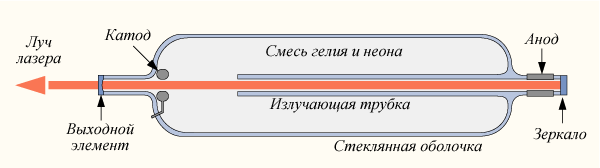 Луч
лазера
Катод
Смесь гелия и неона
Анод
Выходной
элемент
Излучающая трубка
Стеклянная оболочка
Зеркало